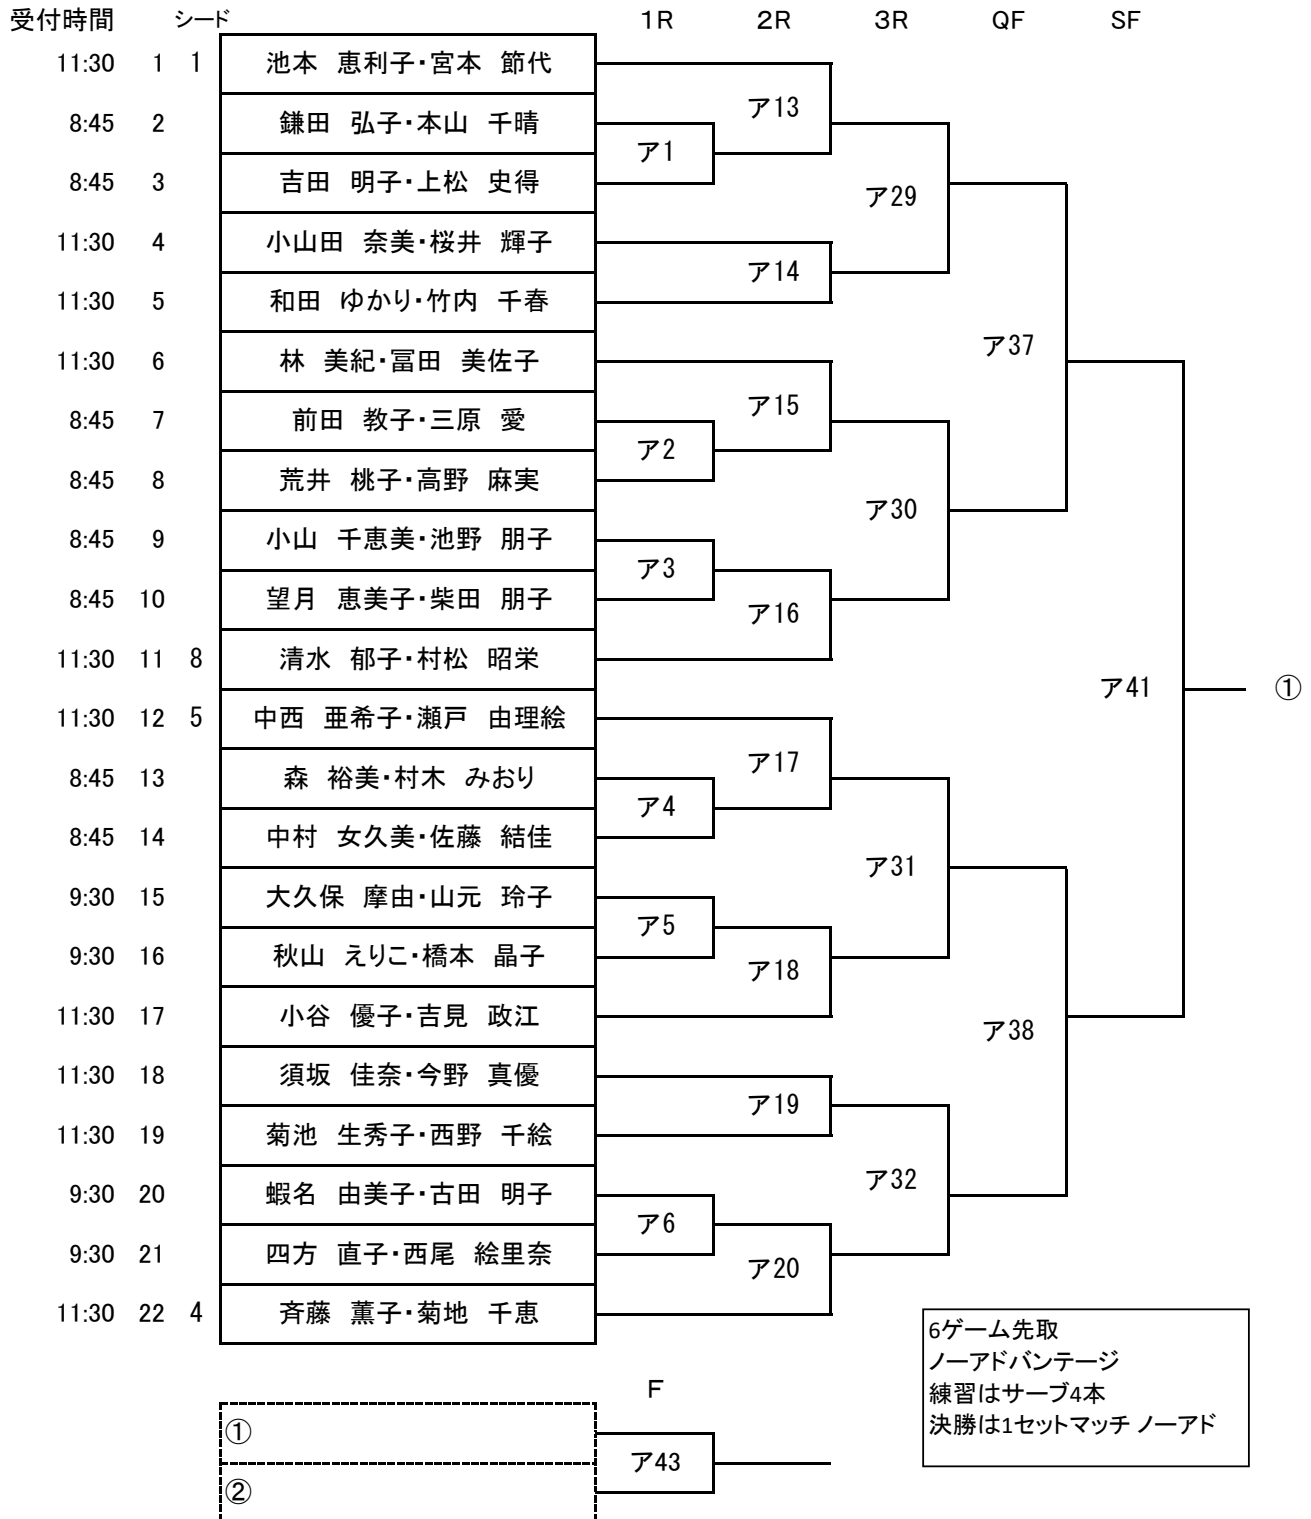 受付時間 シード 1R 2R 3R QF SF
11:30 1 1 池本 恵利子・宮本 節代
ア13
8:45 2 鎌田 弘子・本山 千晴
ア1
8:45 3 吉田 明子・上松 史得
ア29
11:30 4 小山田 奈美・桜井 輝子
ア14
11:30 5 和田 ゆかり・竹内 千春
ア37
11:30 6 林 美紀・冨田 美佐子
ア15
8:45 7 前田 教子・三原 愛
ア2
8:45 8 荒井 桃子・高野 麻実
ア30
8:45 9 小山 千恵美・池野 朋子
ア3
8:45 10 望月 恵美子・柴田 朋子
ア16
11:30 11 8 清水 郁子・村松 昭栄
ア41 ①
11:30 12 5 中西 亜希子・瀬戸 由理絵
ア17
8:45 13 森 裕美・村木 みおり
ア4
8:45 14 中村 女久美・佐藤 結佳
ア31
9:30 15 大久保 摩由・山元 玲子
ア5
9:30 16 秋山 えりこ・橋本 晶子
ア18
11:30 17 小谷 優子・吉見 政江
ア38
11:30 18 須坂 佳奈・今野 真優
ア19
11:30 19 菊池 生秀子・西野 千絵
ア32
9:30 20 蝦名 由美子・古田 明子
ア6
9:30 21 四方 直子・西尾 絵里奈
ア20
11:30 22 4 斉藤 薫子・菊地 千恵
6ゲーム先取
ノーアドバンテージ
練習はサーブ4本
決勝は1セットマッチ ノーアド
F
①
ア43
②